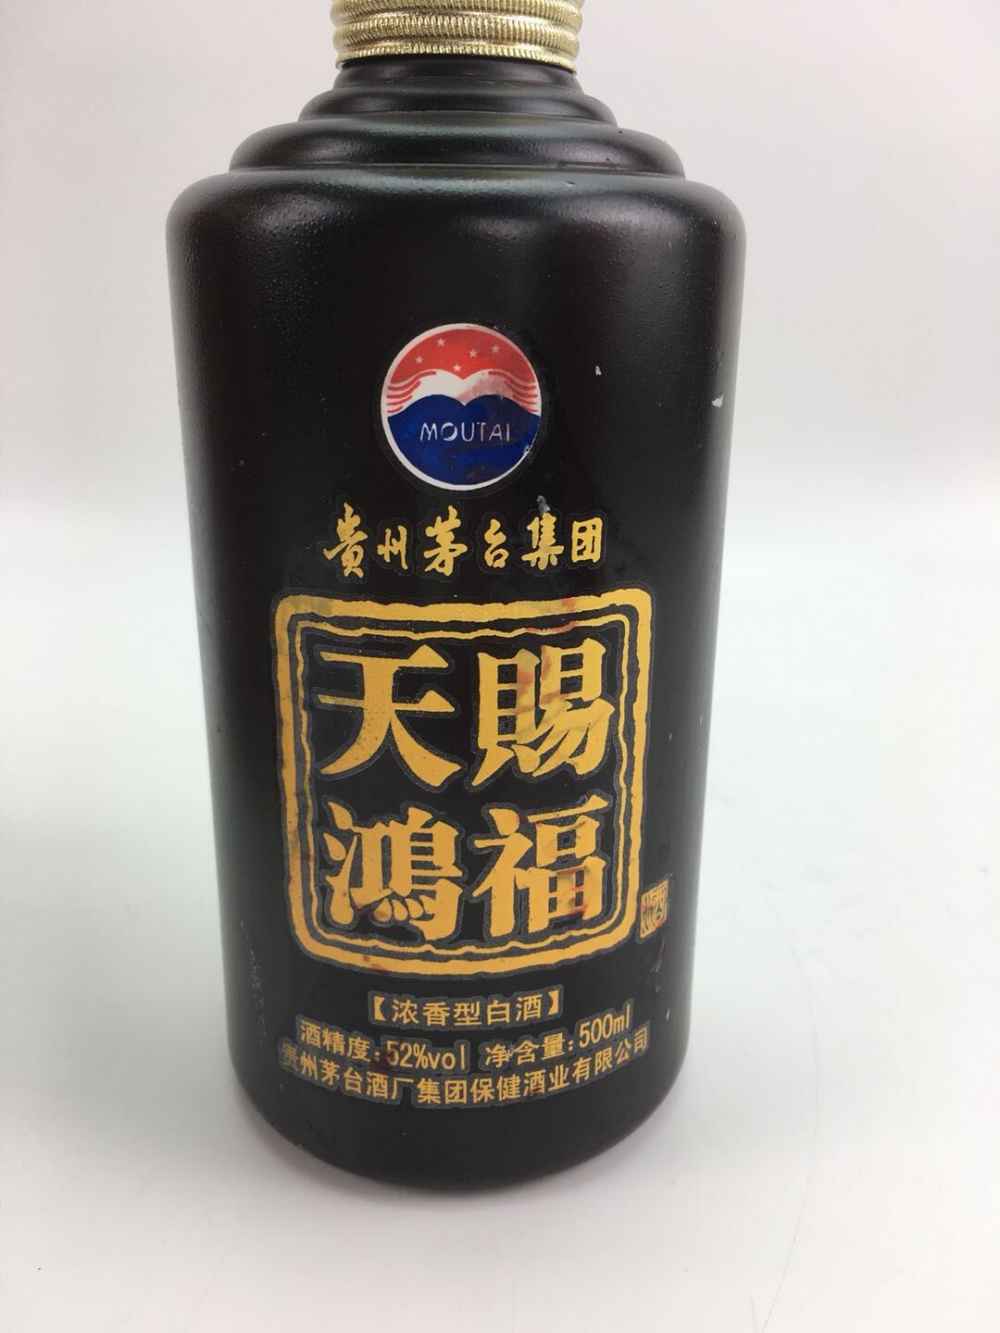 MOUTAI
贵州茅台集团
天賜
鴻福
【浓香型白酒】
酒精度:52%vol 净含量:500ml
贵州茅台酒厂集团保健酒业有限公司